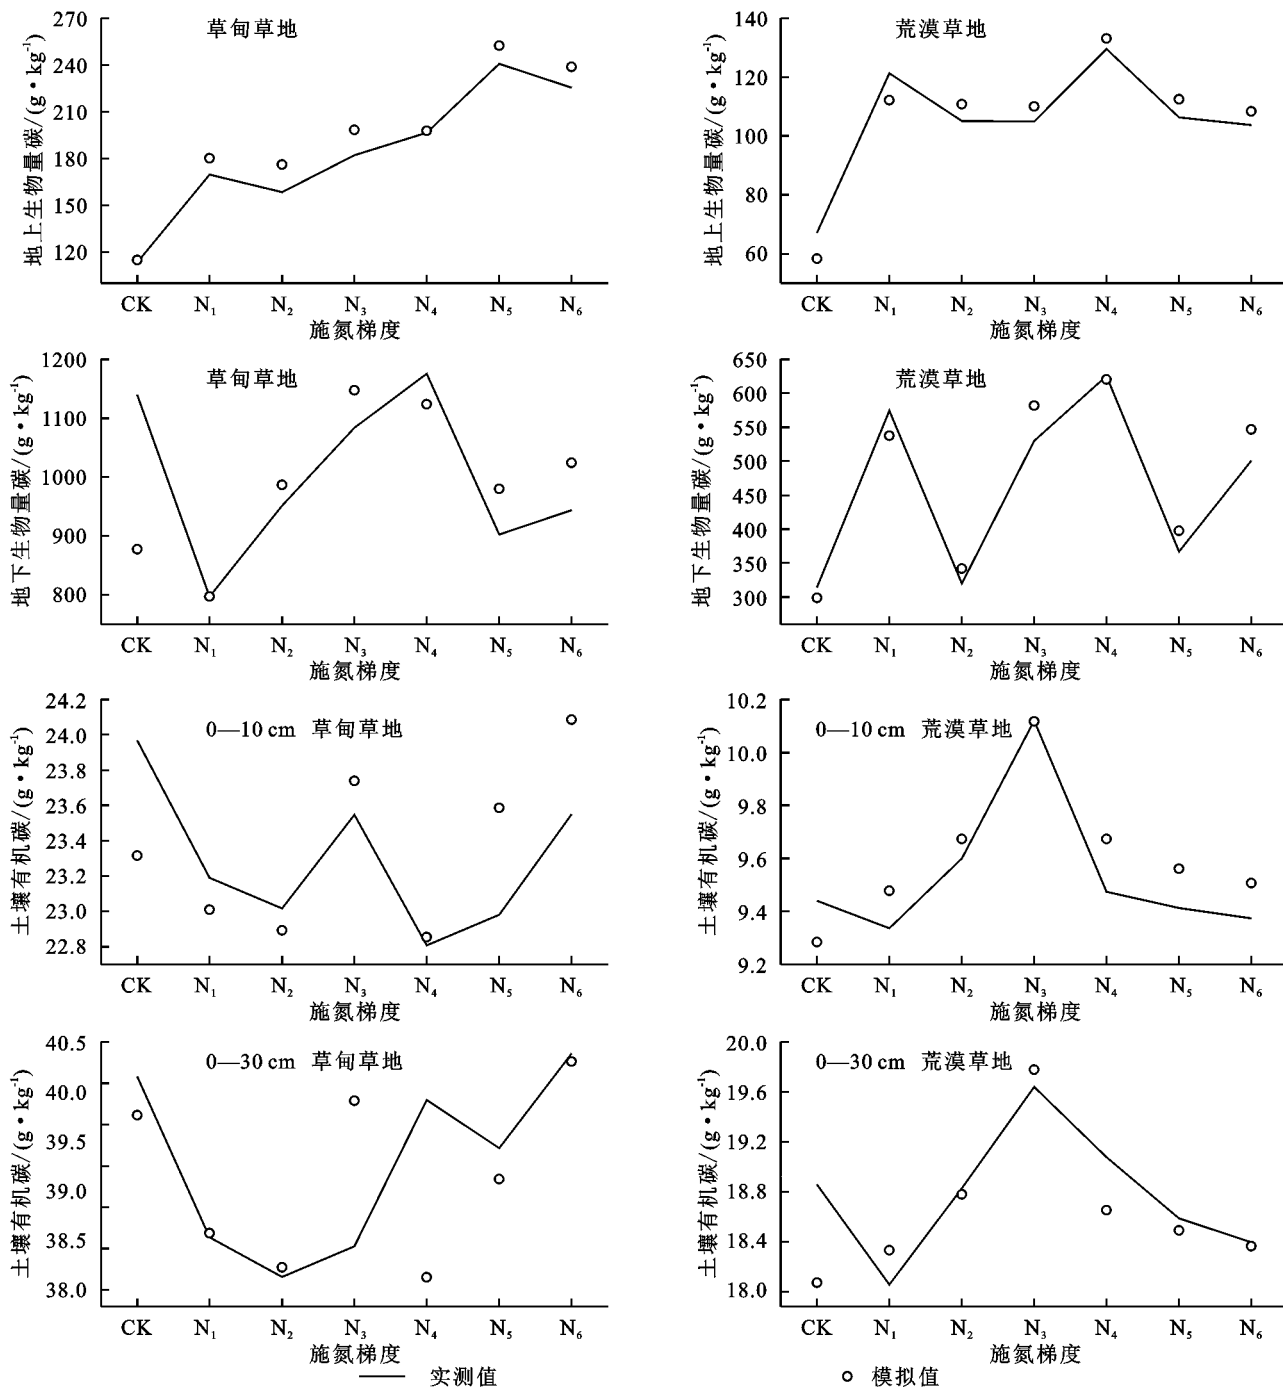 草甸草地
地上生物量碳/(g·kg⁻¹)
270
240
210
180
150
120
CK N₁ N₂ N₃ N₄ N₅ N₆
施氮梯度
荒漠草地
地上生物量碳/(g·kg⁻¹)
140
120
100
80
60
CK N₁ N₂ N₃ N₄ N₅ N₆
施氮梯度
草甸草地
地下生物量碳/(g·kg⁻¹)
1200
1100
1000
900
800
CK N₁ N₂ N₃ N₄ N₅ N₆
施氮梯度
荒漠草地
地下生物量碳/(g·kg⁻¹)
650
600
550
500
450
400
350
300
CK N₁ N₂ N₃ N₄ N₅ N₆
施氮梯度
0—10 cm 草甸草地
土壤有机碳/(g·kg⁻¹)
24.2
24.0
23.8
23.6
23.4
23.2
23.0
22.8
CK N₁ N₂ N₃ N₄ N₅ N₆
施氮梯度
0—10 cm 荒漠草地
土壤有机碳/(g·kg⁻¹)
10.2
10.0
9.8
9.6
9.4
9.2
CK N₁ N₂ N₃ N₄ N₅ N₆
施氮梯度
0—30 cm 草甸草地
土壤有机碳/(g·kg⁻¹)
40.5
40.0
39.5
39.0
38.5
38.0
CK N₁ N₂ N₃ N₄ N₅ N₆
施氮梯度
0—30 cm 荒漠草地
土壤有机碳/(g·kg⁻¹)
20.0
19.6
19.2
18.8
18.4
18.0
CK N₁ N₂ N₃ N₄ N₅ N₆
施氮梯度
实测值
模拟值